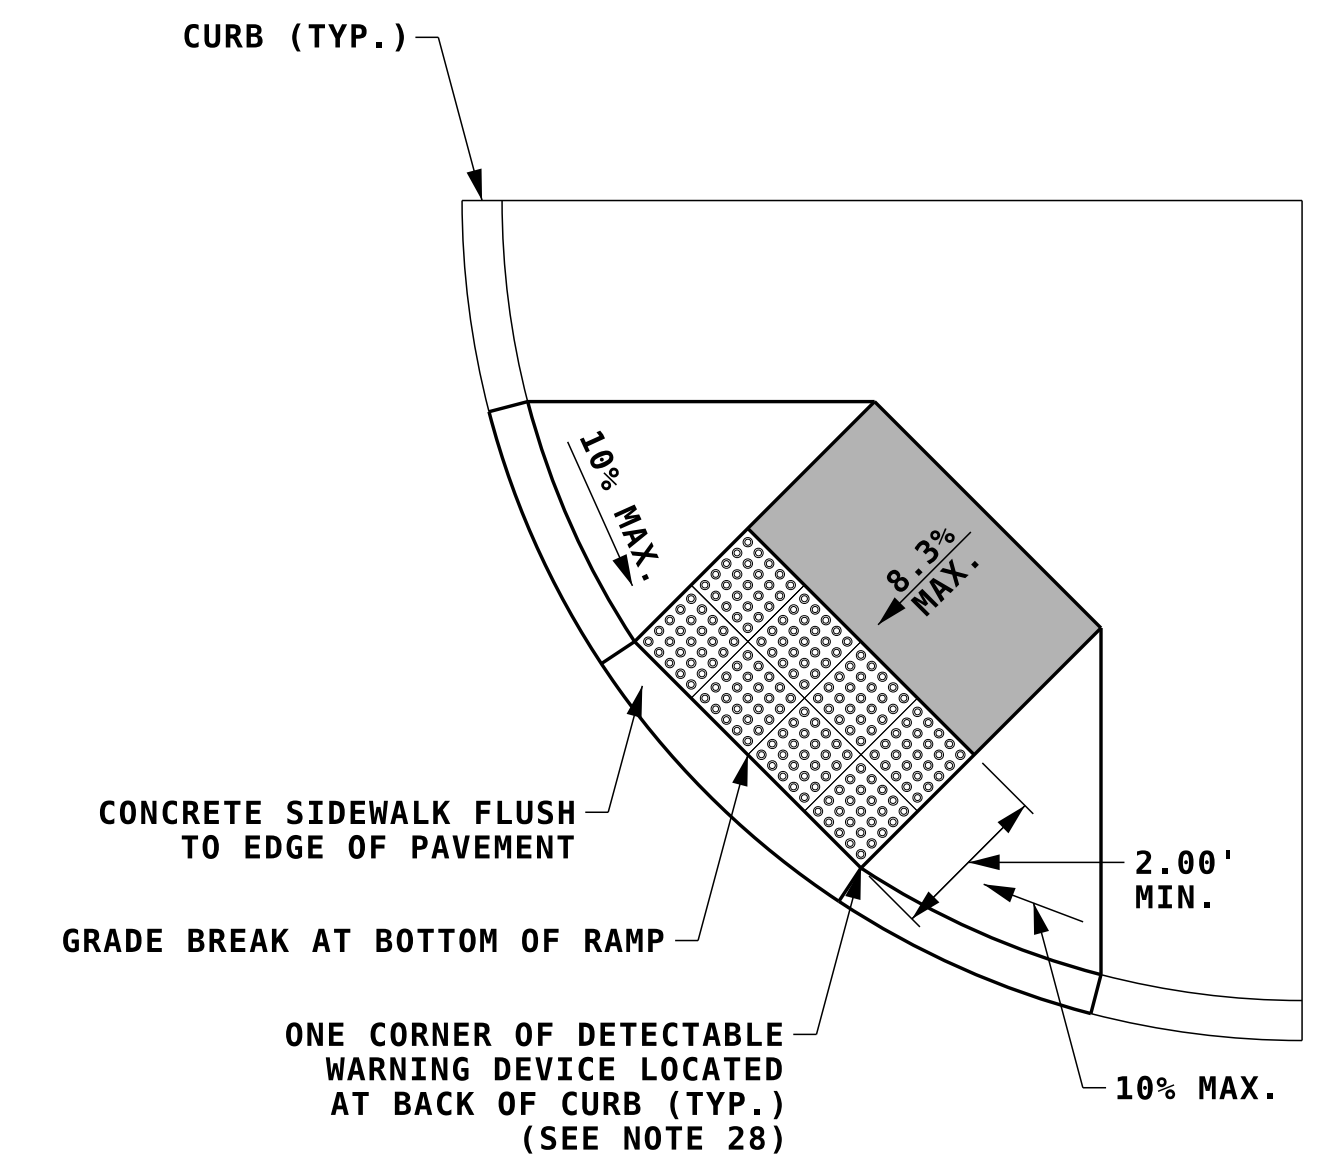 CURB (TYP.)
10% MAX.
8.3%
MAX.
CONCRETE SIDEWALK FLUSH
TO EDGE OF PAVEMENT
2.00'
MIN.
GRADE BREAK AT BOTTOM OF RAMP
ONE CORNER OF DETECTABLE
WARNING DEVICE LOCATED
AT BACK OF CURB (TYP.)
(SEE NOTE 28)
10% MAX.